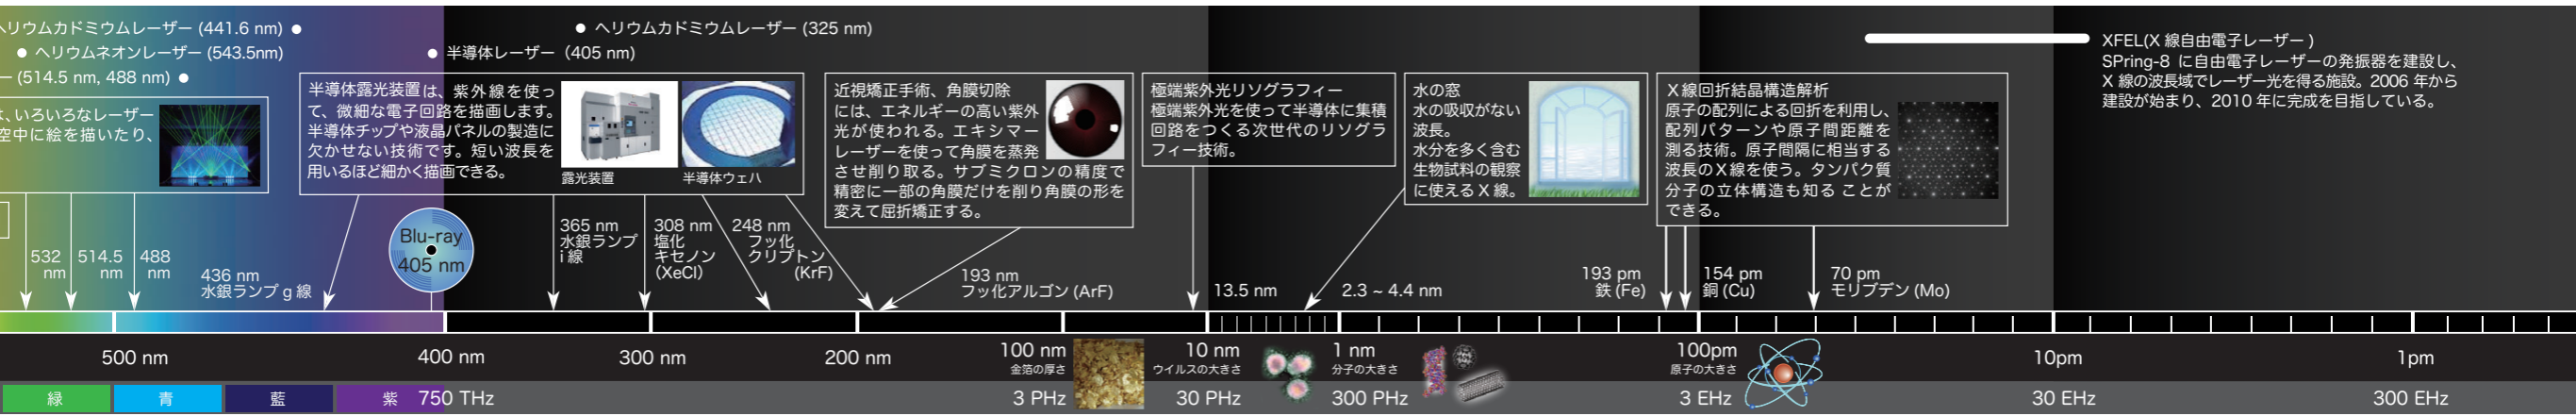 ヘリウムカドミウムレーザー (441.6 nm) ●
● ヘリウムネオンレーザー (543.5nm)
ー (514.5 nm, 488 nm) ●
● ヘリウムカドミウムレーザー (325 nm)
● 半導体レーザー（405 nm)
XFEL(X 線自由電子レーザー )
SPring-8 に自由電子レーザーの発振器を建設し、
X 線の波長域でレーザー光を得る施設。2006 年から
建設が始まり、2010 年に完成を目指している。
は、いろいろなレーザー
空中に絵を描いたり、
半導体露光装置は、紫外線を使っ
て、微細な電子回路を描画します。
半導体チップや液晶パネルの製造に
欠かせない技術です。短い波長を
用いるほど細かく描画できる。
露光装置
半導体ウェハ
近視矯正手術、角膜切除
には、エネルギーの高い紫外
光が使われる。エキシマー
レーザーを使って角膜を蒸発
させ削り取る。サブミクロンの精度で
精密に一部の角膜だけを削り角膜の形を
変えて屈折矯正する。
極端紫外光リソグラフィー
極端紫外光を使って半導体に集積
回路をつくる次世代のリソグラ
フィー技術。
水の窓
水の吸収がない
波長。
水分を多く含む
生物試料の観察
に使える X 線。
X 線回折結晶構造解析
原子の配列による回折を利用し、
配列パターンや原子間距離を
測る技術。原子間隔に相当する
波長のX線を使う。タンパク質
分子の立体構造も知る ことが
できる。
532
nm
514.5
nm
488
nm
436 nm
水銀ランプ g 線
Blu-ray
405 nm
365 nm
水銀ランプ
i 線
308 nm
塩化
キセノン
(XeCl)
248 nm
フッ化
クリプトン
(KrF)
193 nm
フッ化アルゴン (ArF)
13.5 nm
2.3 ~ 4.4 nm
193 pm
鉄 (Fe)
154 pm
銅 (Cu)
70 pm
モリブデン (Mo)
500 nm
400 nm
300 nm
200 nm
100 nm
金箔の厚さ
10 nm
ウイルスの大きさ
1 nm
分子の大きさ
100pm
原子の大きさ
10pm
1pm
緑
青
藍
紫
750 THz
3 PHz
30 PHz
300 PHz
3 EHz
30 EHz
300 EHz